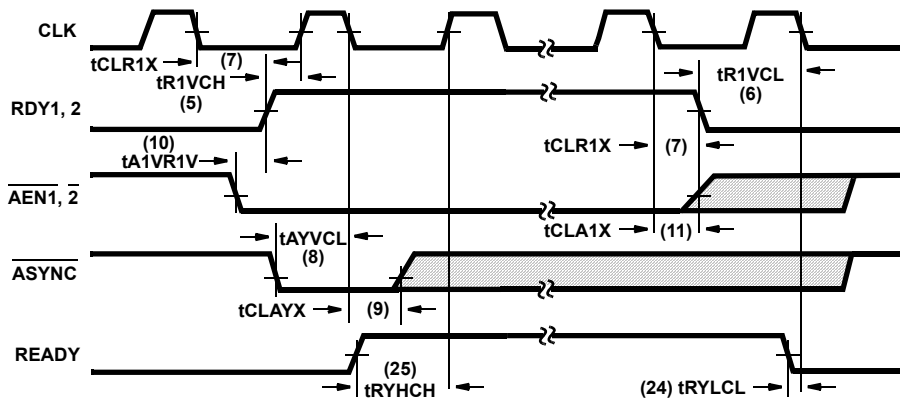 CLK
tCLR1X
(7)
tR1VCH
(5)
tR1VCL
(6)
RDY1, 2
(10)
tA1VR1V
tCLR1X
(7)
AEN1, 2
tCLA1X
(11)
tAYVCL
(8)
ASYNC
tCLAYX
(9)
READY
(25)
tRYHCH
(24) tRYLCL